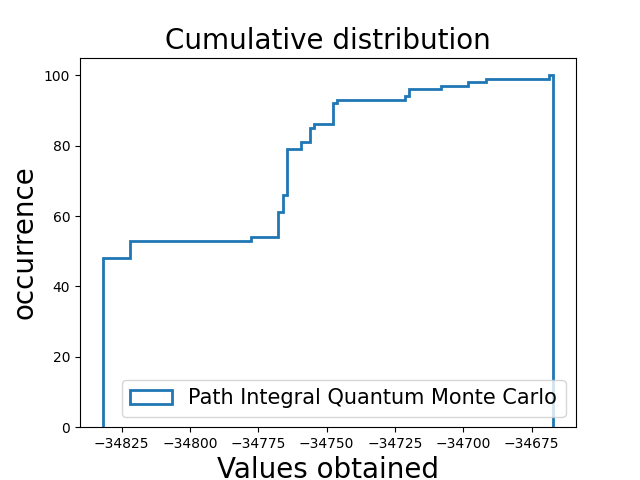 Cumulative distribution
occurrence
100
80
60
40
20
0
Path Integral Quantum Monte Carlo
−34825 −34800 −34775 −34750 −34725 −34700 −34675
Values obtained